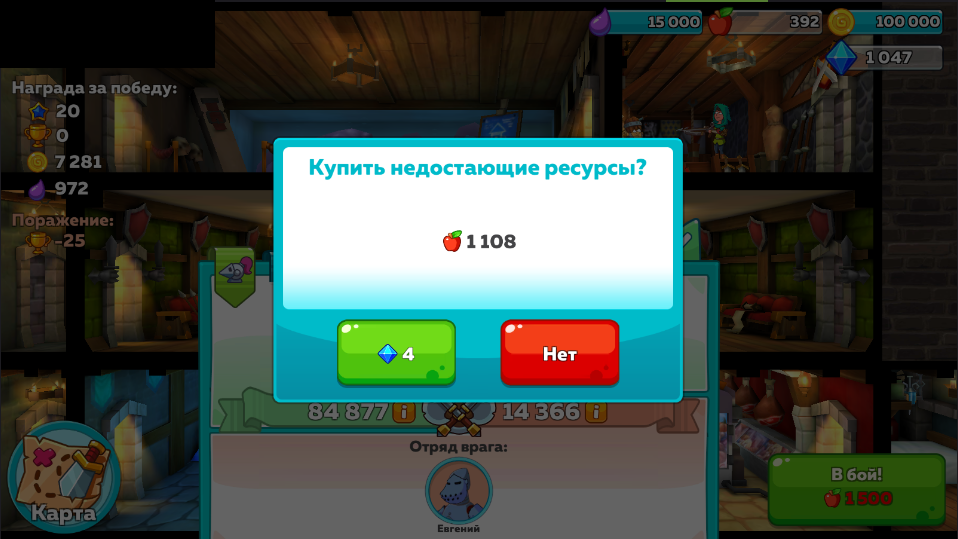 15 000
392
100 000
1 047
Награда за победу:
20
0
7 281
972
Поражение:
-25
Купить недостающие ресурсы?
1 108
4
Нет
84 877
14 366
Отряд врага:
Евгений
Карта
В бой!
1 500